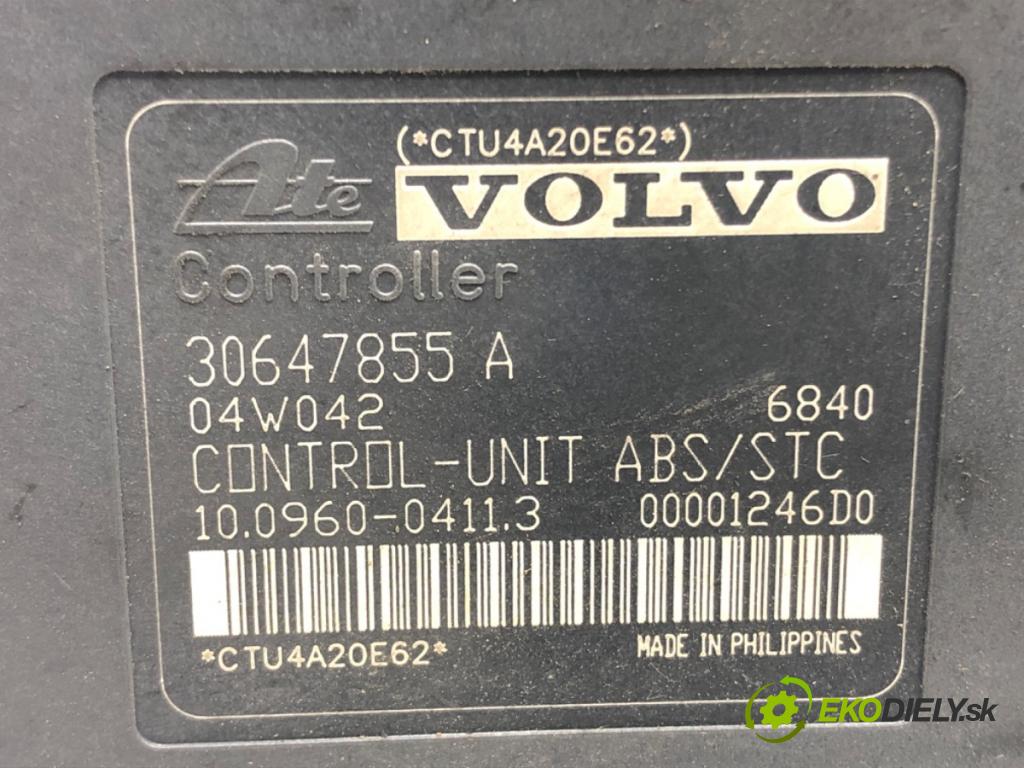 (*CTU4A20E62*)
Ate VOLVO
Controller
30647855 A
04W042 6840
CONTROL-UNIT ABS/STC
10.0960-0411.3 00001246D0
*CTU4A20E62* MADE IN PHILIPPINES
EKODIELY.sk